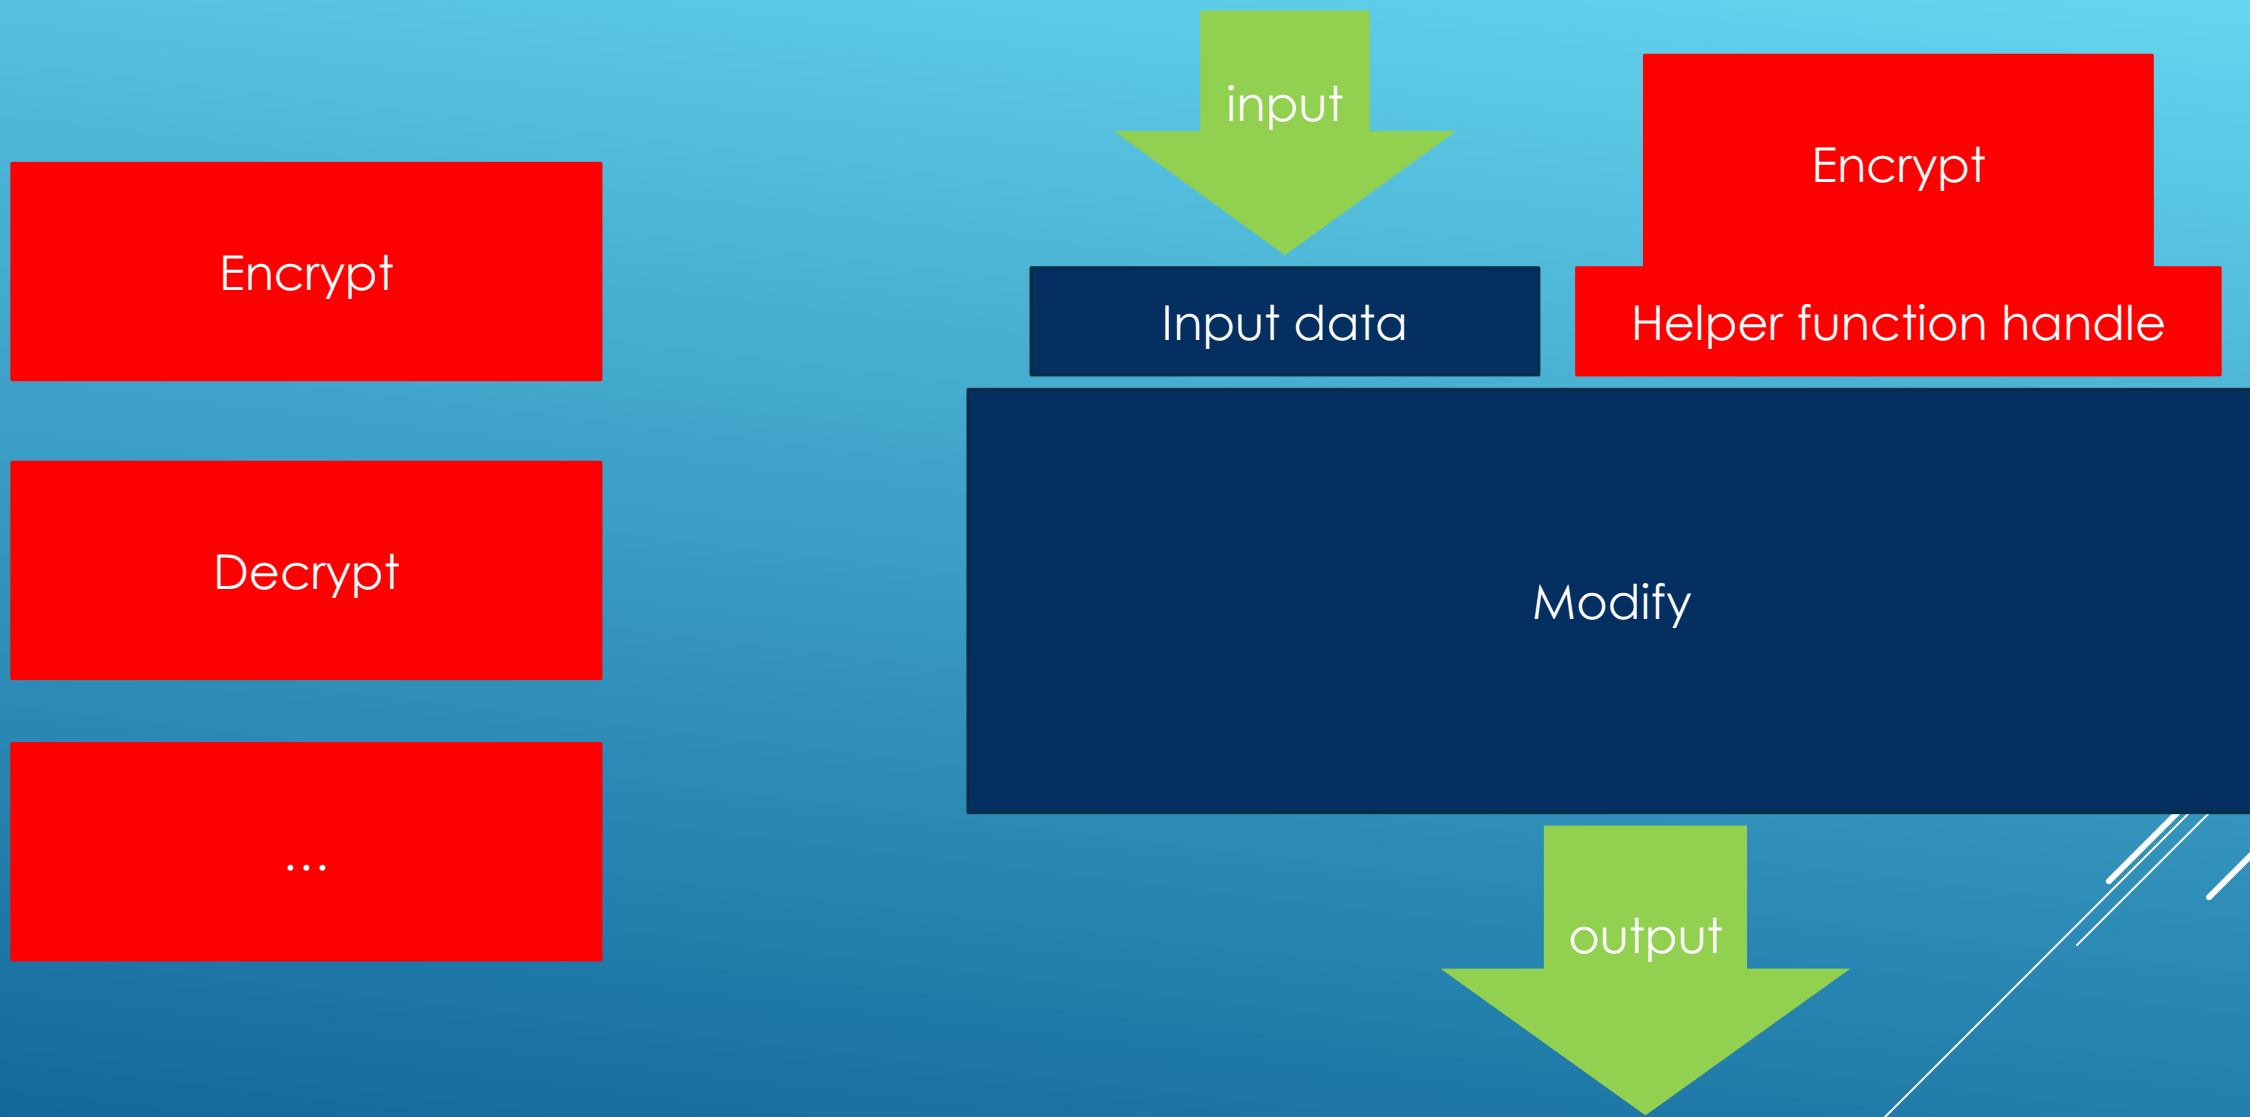 Encrypt
Decrypt
...
input
Encrypt
Input data
Helper function handle
Modify
output